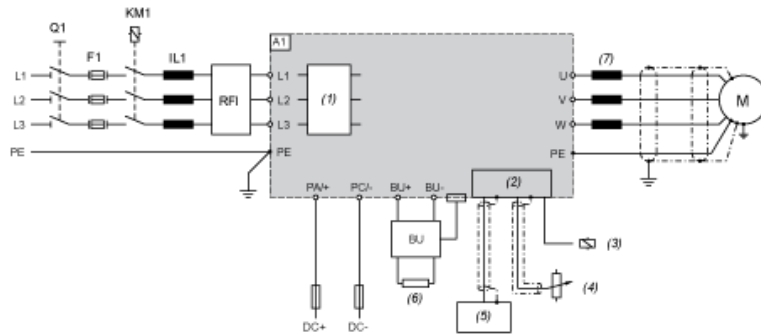 KM1
Q1
F1
IL1
A1
(7)
L1
L1
U
L2
RFI
L2
(1)
V
M
L3
L3
W
PE
PE
PE
PA/+
PC/-
BU+
BU-
(2)
BU
(3)
(6)
(4)
(5)
DC+
DC-